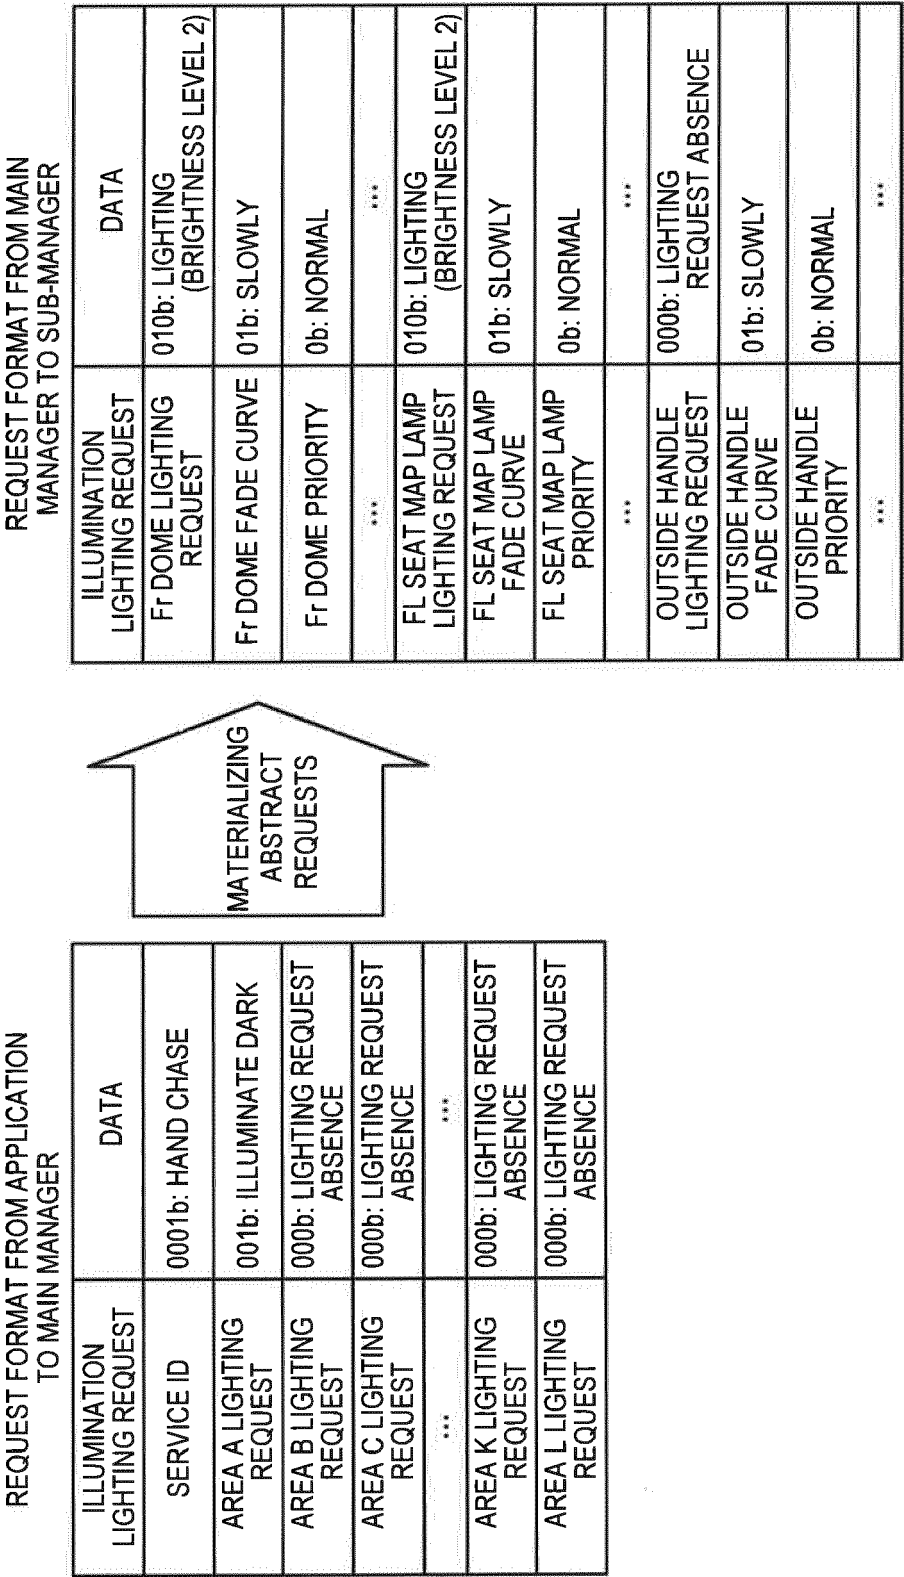 REQUEST FORMAT FROM APPLICATION
TO MAIN MANAGER
ILLUMINATION
LIGHTING REQUEST
DATA
SERVICE ID
0001b: HAND CHASE
AREA A LIGHTING
REQUEST
001b: ILLUMINATE DARK
AREA B LIGHTING
REQUEST
000b: LIGHTING REQUEST
ABSENCE
AREA C LIGHTING
REQUEST
000b: LIGHTING REQUEST
ABSENCE
...
...
AREA K LIGHTING
REQUEST
000b: LIGHTING REQUEST
ABSENCE
AREA L LIGHTING
REQUEST
000b: LIGHTING REQUEST
ABSENCE
MATERIALIZING
ABSTRACT
REQUESTS
REQUEST FORMAT FROM MAIN
MANAGER TO SUB-MANAGER
ILLUMINATION
LIGHTING REQUEST
DATA
Fr DOME LIGHTING
REQUEST
010b: LIGHTING
(BRIGHTNESS LEVEL 2)
Fr DOME FADE CURVE
01b: SLOWLY
Fr DOME PRIORITY
0b: NORMAL
...
...
FL SEAT MAP LAMP
LIGHTING REQUEST
010b: LIGHTING
(BRIGHTNESS LEVEL 2)
FL SEAT MAP LAMP
FADE CURVE
01b: SLOWLY
FL SEAT MAP LAMP
PRIORITY
0b: NORMAL
...
...
OUTSIDE HANDLE
LIGHTING REQUEST
000b: LIGHTING
REQUEST ABSENCE
OUTSIDE HANDLE
FADE CURVE
01b: SLOWLY
OUTSIDE HANDLE
PRIORITY
0b: NORMAL
...
...